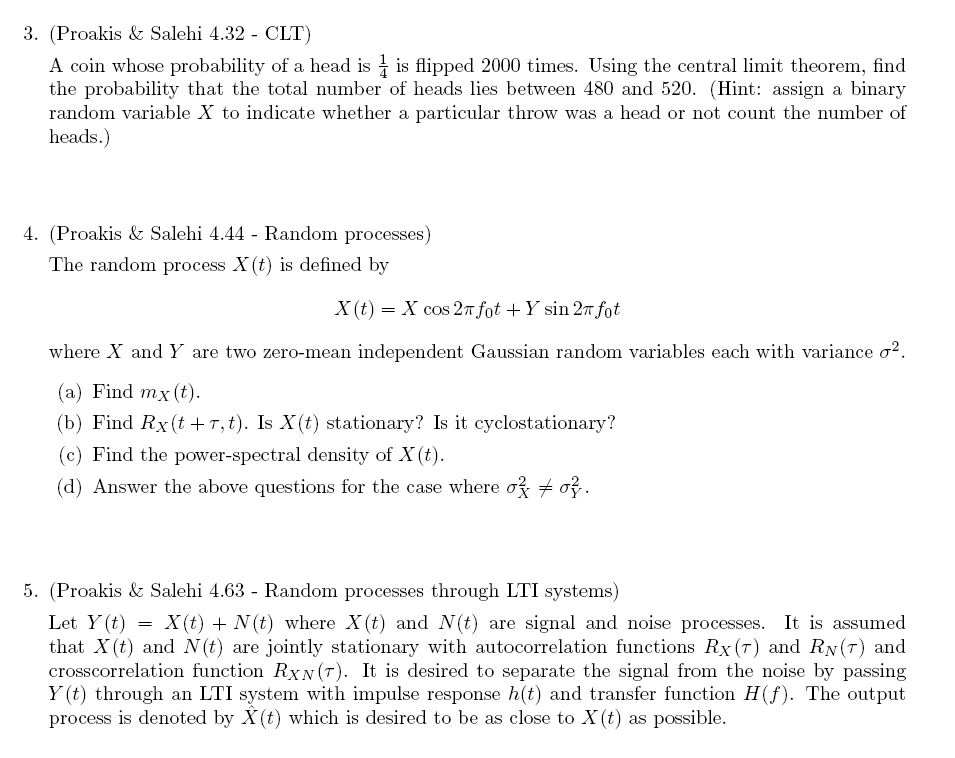 3. (Proakis & Salehi 4.32 - CLT)
A coin whose probability of a head is 1/4 is flipped 2000 times. Using the central limit theorem, find
the probability that the total number of heads lies between 480 and 520. (Hint: assign a binary
random variable X to indicate whether a particular throw was a head or not count the number of
heads.)
4. (Proakis & Salehi 4.44 - Random processes)
The random process X(t) is defined by
X(t) = X cos 2πf₀t + Y sin 2πf₀t
where X and Y are two zero-mean independent Gaussian random variables each with variance σ².
(a) Find m_X(t).
(b) Find R_X(t + τ, t). Is X(t) stationary? Is it cyclostationary?
(c) Find the power-spectral density of X(t).
(d) Answer the above questions for the case where σ²_X ≠ σ²_Y.
5. (Proakis & Salehi 4.63 - Random processes through LTI systems)
Let Y(t) = X(t) + N(t) where X(t) and N(t) are signal and noise processes. It is assumed
that X(t) and N(t) are jointly stationary with autocorrelation functions R_X(τ) and R_N(τ) and
crosscorrelation function R_XN(τ). It is desired to separate the signal from the noise by passing
Y(t) through an LTI system with impulse response h(t) and transfer function H(f). The output
process is denoted by X̂(t) which is desired to be as close to X(t) as possible.